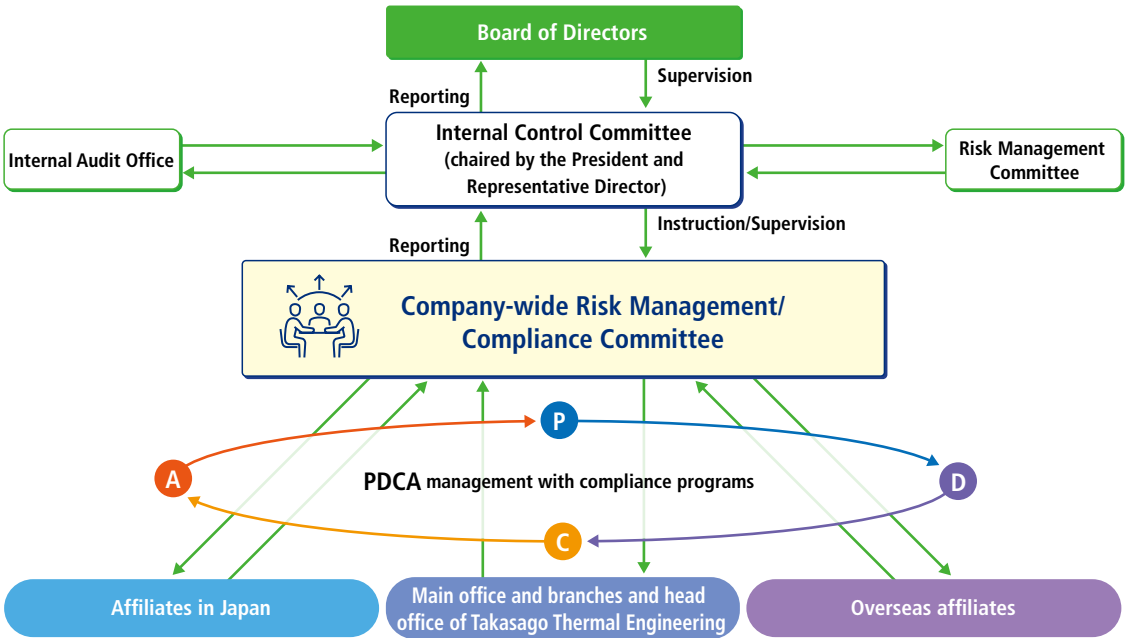 Board of Directors
Supervision
Reporting
Internal Audit Office
Internal Control Committee
(chaired by the President and
Representative Director)
Risk Management
Committee
Instruction/Supervision
Reporting
Company-wide Risk Management/
Compliance Committee
P
A
PDCA management with compliance programs
D
C
Affiliates in Japan
Main office and branches and head
office of Takasago Thermal Engineering
Overseas affiliates